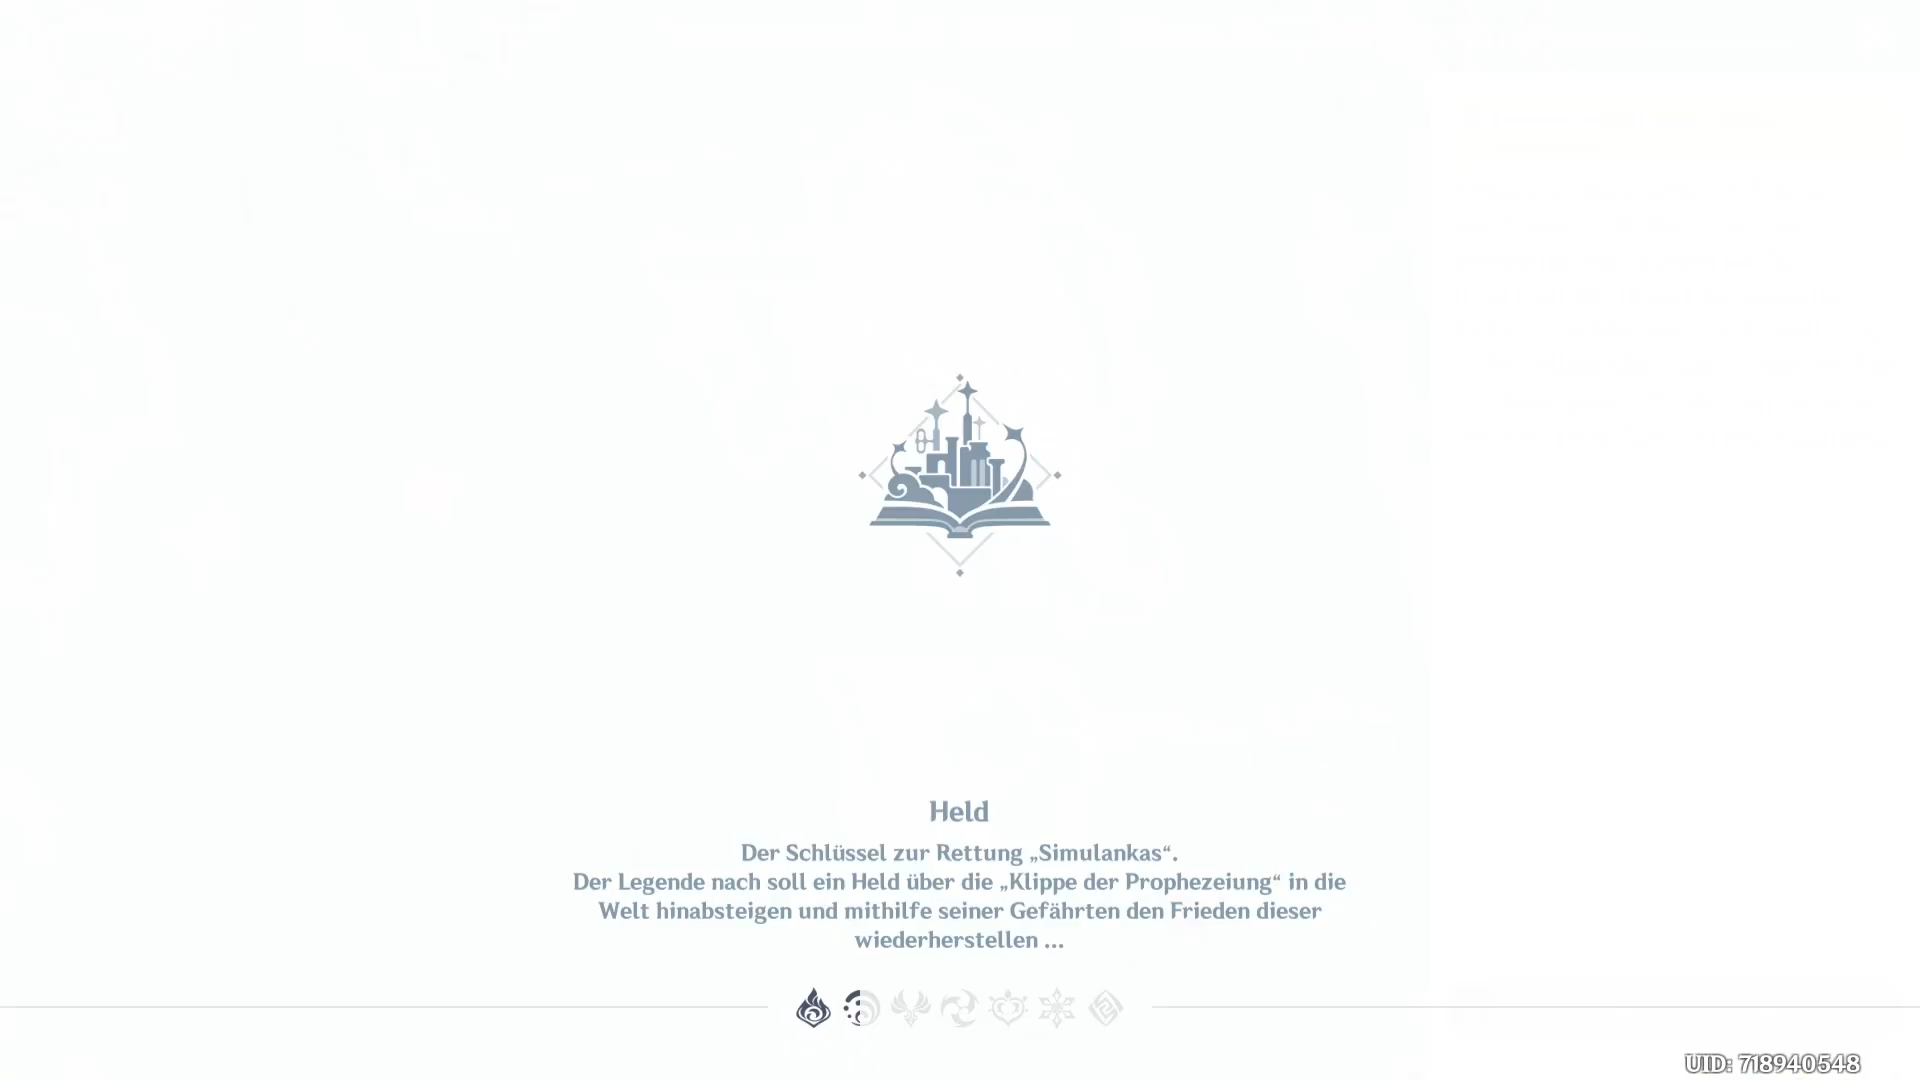 Held
Der Schlüssel zur Rettung „Simulankas“.
Der Legende nach soll ein Held über die „Klippe der Prophezeiung“ in die
Welt hinabsteigen und mithilfe seiner Gefährten den Frieden dieser
wiederherstellen ...
UID: 718940548